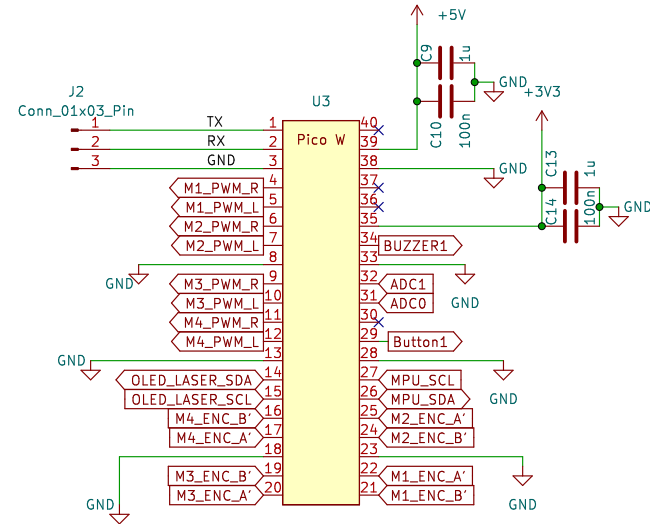 +5V
C9
1u
GND
C10
100n
+3V3
J2
Conn_01x03_Pin
U3
Pico W
1 TX 1
2 RX 2
3 GND 3
M1_PWM_R 4
M1_PWM_L 5
M2_PWM_R 6
M2_PWM_L 7
GND 8
M3_PWM_R 9
M3_PWM_L 10
M4_PWM_R 11
M4_PWM_L 12
GND 13
OLED_LASER_SDA 14
OLED_LASER_SCL 15
M4_ENC_B' 16
M4_ENC_A' 17
GND 18
M3_ENC_B' 19
M3_ENC_A' 20
40
39
38 GND
37
36
35
34 BUZZER1
33 GND
32 ADC1
31 ADC0
30
29 Button1
28 GND
27 MPU_SCL
26 MPU_SDA
25 M2_ENC_A'
24 M2_ENC_B'
23 GND
22 M1_ENC_A'
21 M1_ENC_B'
C13
1u
C14
100n
GND